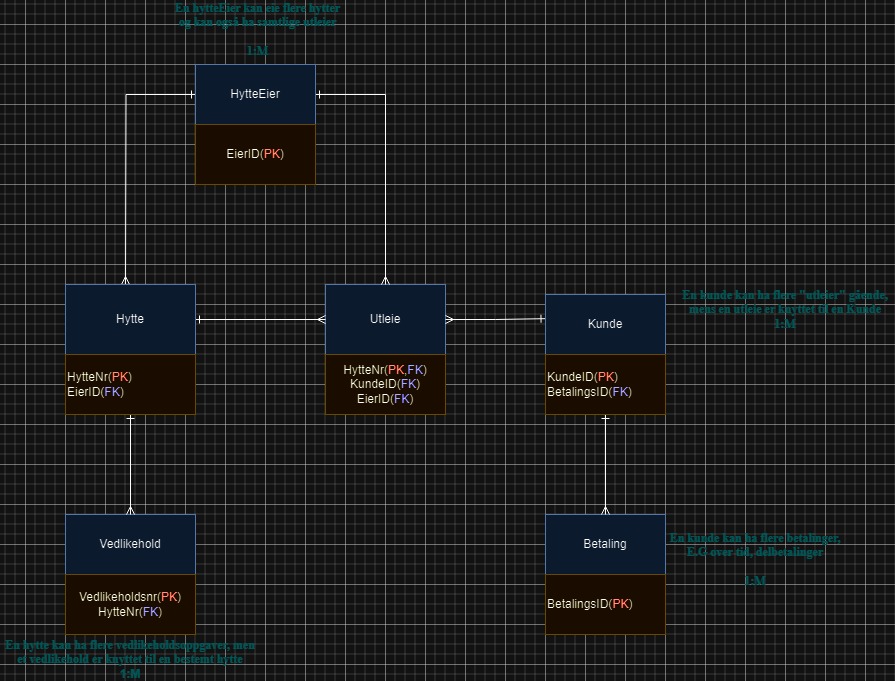 En hytteEier kan eie flere hytter
og kan også ha samtlige utleier
1:M
HytteEier
EierID(PK)
Hytte
HytteNr(PK)
EierID(FK)
Utleie
HytteNr(PK,FK)
KundeID(FK)
EierID(FK)
Kunde
KundeID(PK)
BetalingsID(FK)
En kunde kan ha flere "utleier" gående,
mens en utleie er knyttet til en Kunde
1:M
Vedlikehold
Vedlikeholdsnr(PK)
HytteNr(FK)
En hytte kan ha flere vedlikeholdsoppgaver, men
et vedlikehold er knyttet til en bestemt hytte
1:M
Betaling
BetalingsID(PK)
En kunde kan ha flere betalinger,
E.G over tid, delbetalinger
1:M